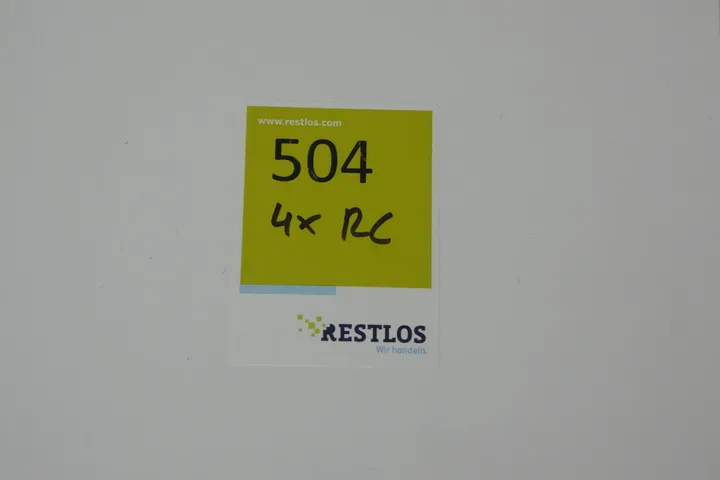 www.restlos.com
504
4x RC
RESTLOS
Wir handeln.